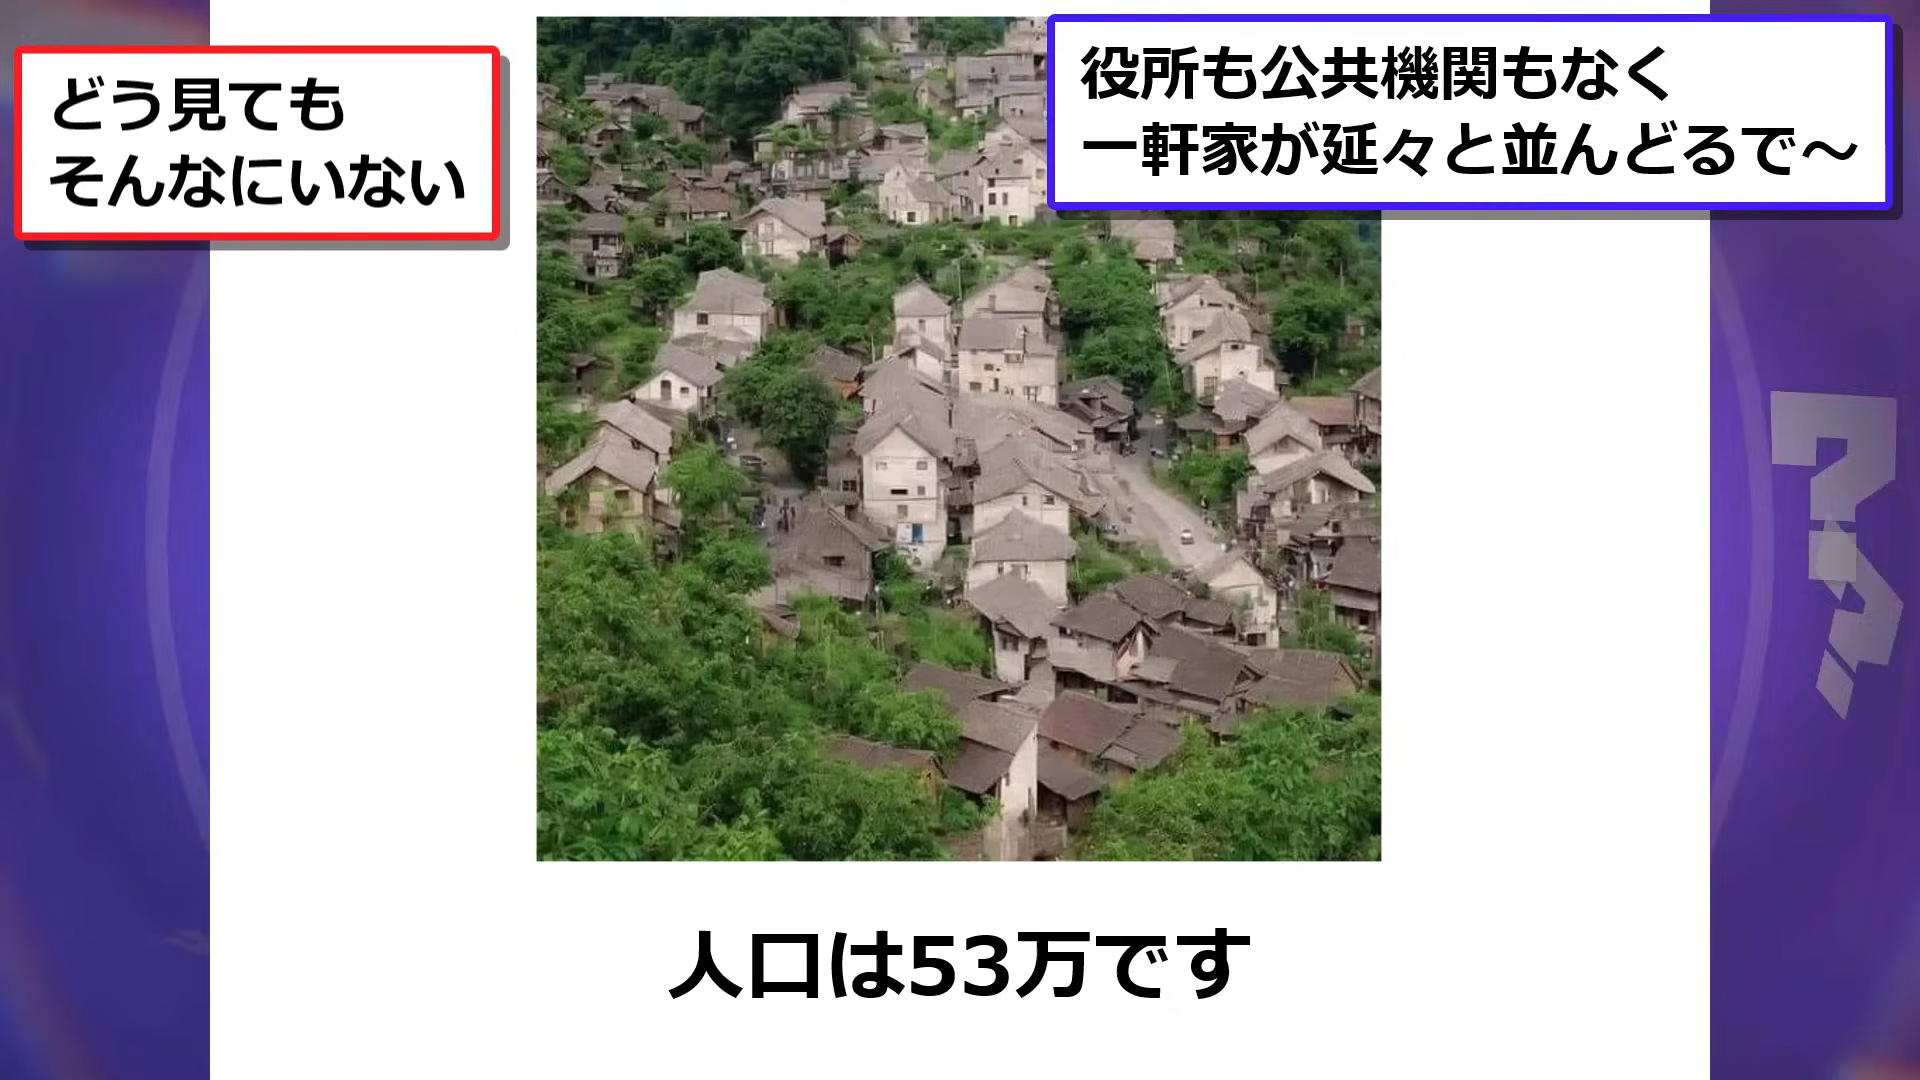 どう見ても
そんなにいない
役所も公共機関もなく
一軒家が延々と並んどるで～
人口は53万です